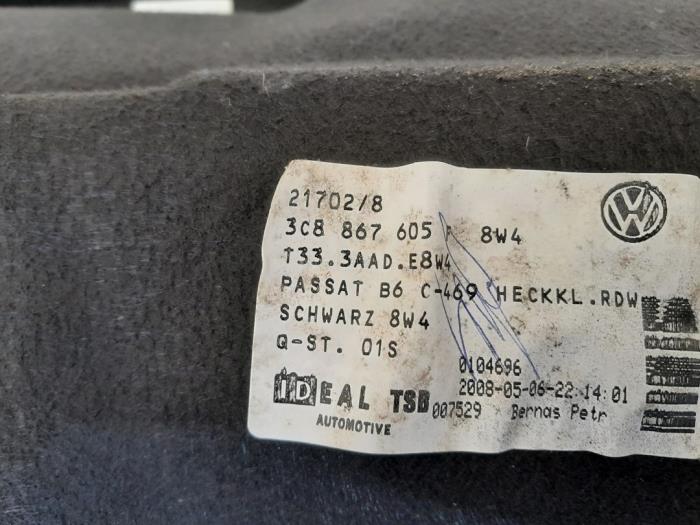 21702/8
3C8 867 605 8W4
T33.3AAD.E8W4
PASSAT B6 C-469 HECKKL.RDW
SCHWARZ 8W4
Q-ST. 01S
0104696
2008-05-06-22:14:01
iDEAL TSB 007529 Bernas Petr
AUTOMOTIVE
VW